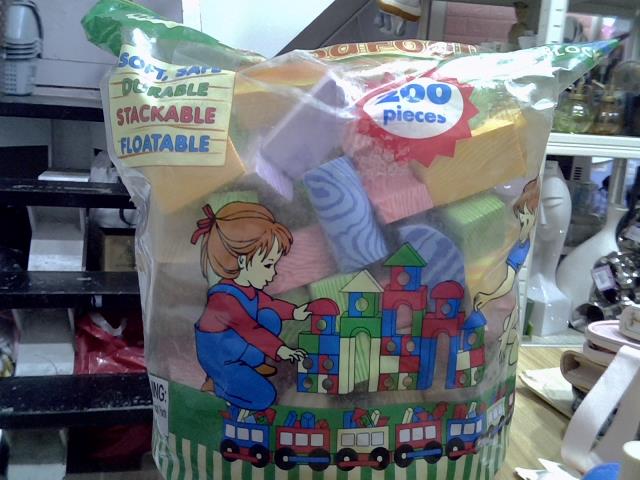 SOFT, SAFE
DURABLE
STACKABLE
FLOATABLE
200
pieces